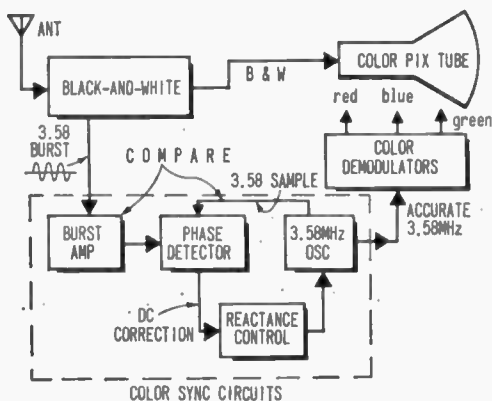 ANT
BLACK-AND-WHITE
B & W
COLOR PIX TUBE
red blue green
3.58
BURST
COMPARE
3.58 SAMPLE
COLOR
DEMODULATORS
BURST
AMP
PHASE
DETECTOR
3.58MHz
OSC
ACCURATE
3.58MHz
DC
CORRECTION
REACTANCE
CONTROL
COLOR SYNC CIRCUITS